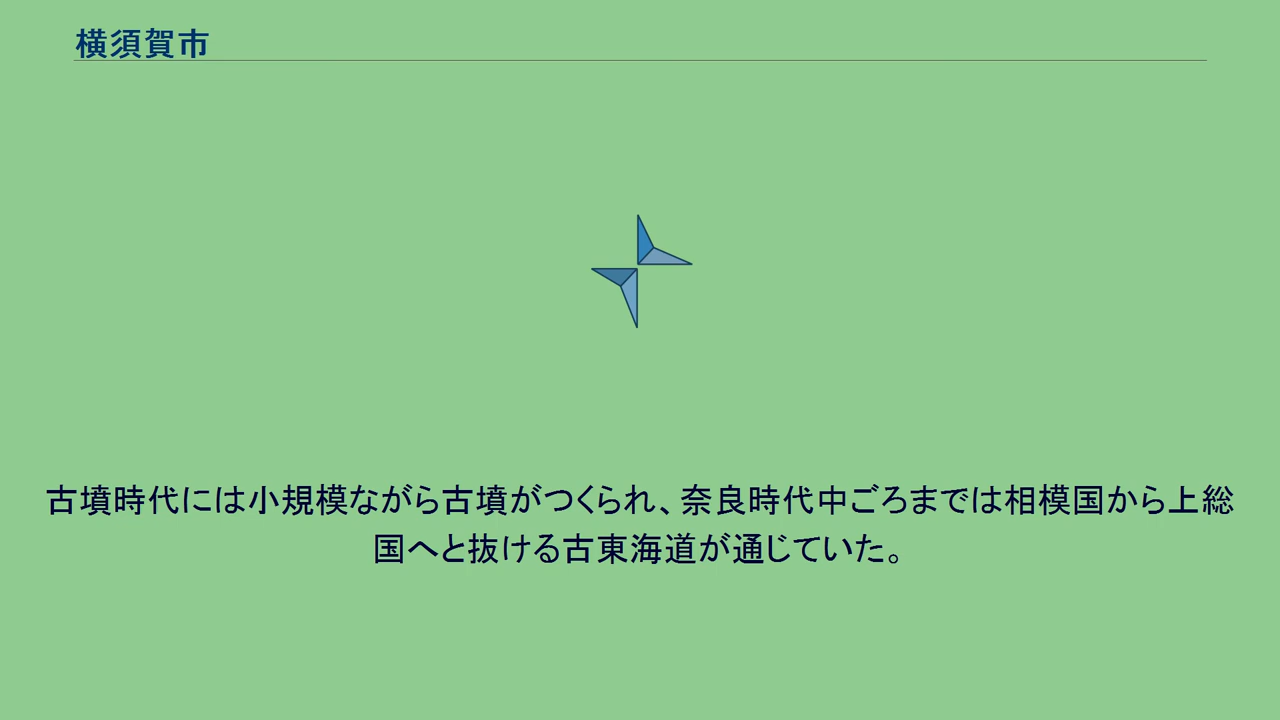 横須賀市
古墳時代には小規模ながら古墳がつくられ、奈良時代中ごろまでは相模国から上総
国へと抜ける古東海道が通じていた。